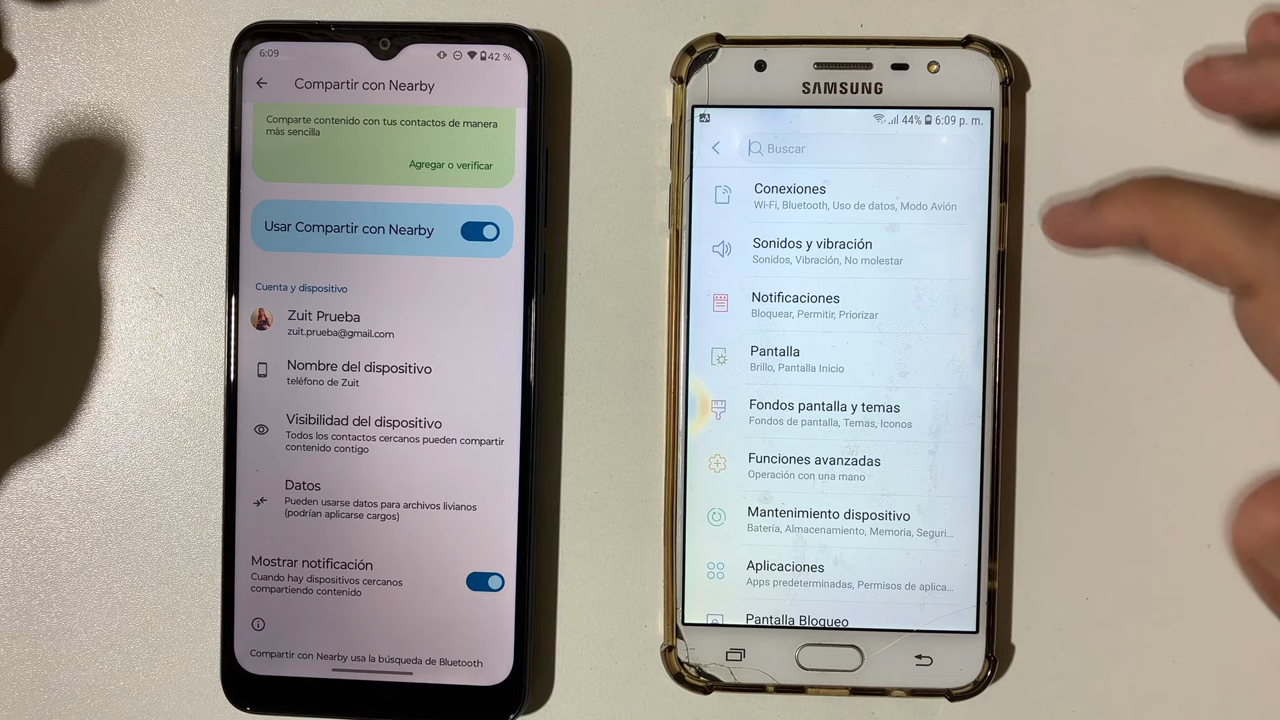 6:09
42 %
Compartir con Nearby
Comparte contenido con tus contactos de manera
más sencilla
Agregar o verificar
Usar Compartir con Nearby
Cuenta y dispositivo
Zuit Prueba
zuit.prueba@gmail.com
Nombre del dispositivo
teléfono de Zuit
Visibilidad del dispositivo
Todos los contactos cercanos pueden compartir
contenido contigo
Datos
Pueden usarse datos para archivos livianos
(podrían aplicarse cargos)
Mostrar notificación
Cuando hay dispositivos cercanos
compartiendo contenido
Compartir con Nearby usa la búsqueda de Bluetooth
SAMSUNG
44% 6:09 p. m.
Buscar
Conexiones
Wi-Fi, Bluetooth, Uso de datos, Modo Avión
Sonidos y vibración
Sonidos, Vibración, No molestar
Notificaciones
Bloquear, Permitir, Priorizar
Pantalla
Brillo, Pantalla Inicio
Fondos pantalla y temas
Fondos de pantalla, Temas, Iconos
Funciones avanzadas
Operación con una mano
Mantenimiento dispositivo
Batería, Almacenamiento, Memoria, Seguri...
Aplicaciones
Apps predeterminadas, Permisos de aplica...
Pantalla Bloqueo